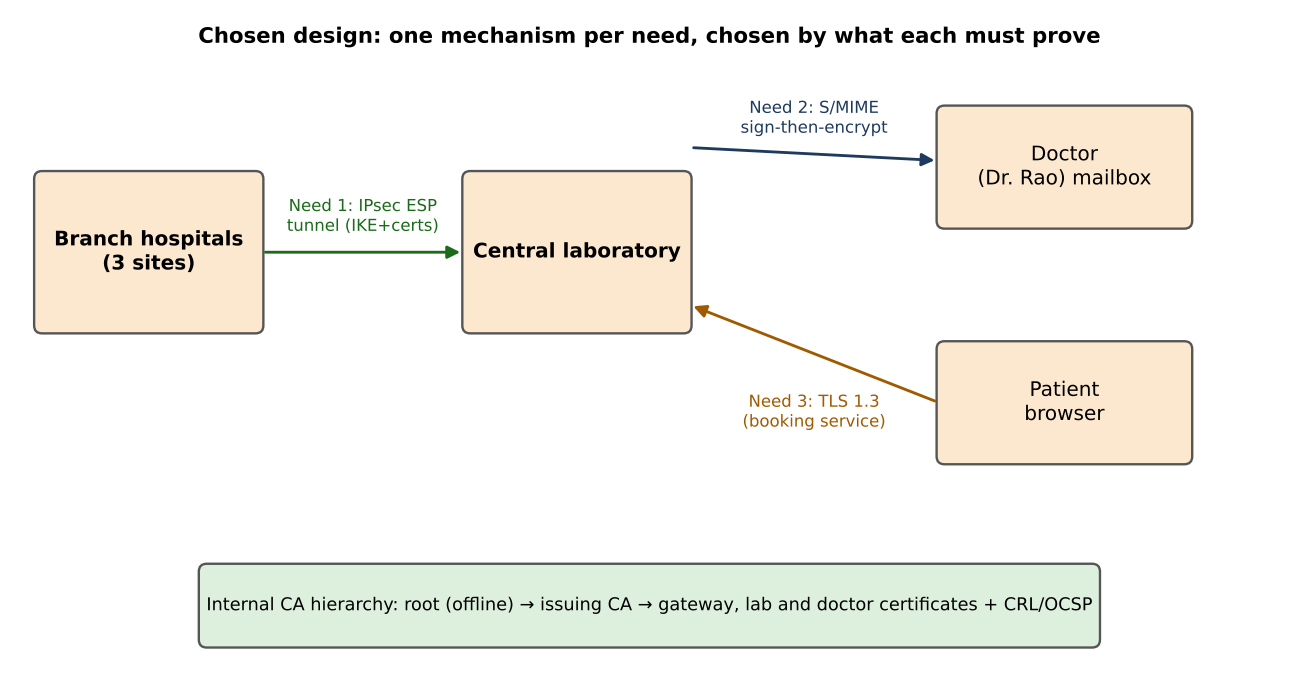 Chosen design: one mechanism per need, chosen by what each must prove
Need 2: S/MIME
sign-then-encrypt
Doctor
(Dr. Rao) mailbox
Need 1: IPsec ESP
tunnel (IKE+certs)
Branch hospitals
(3 sites)
Central laboratory
Need 3: TLS 1.3
(booking service)
Patient
browser
Internal CA hierarchy: root (offline) → issuing CA → gateway, lab and doctor certificates + CRL/OCSP